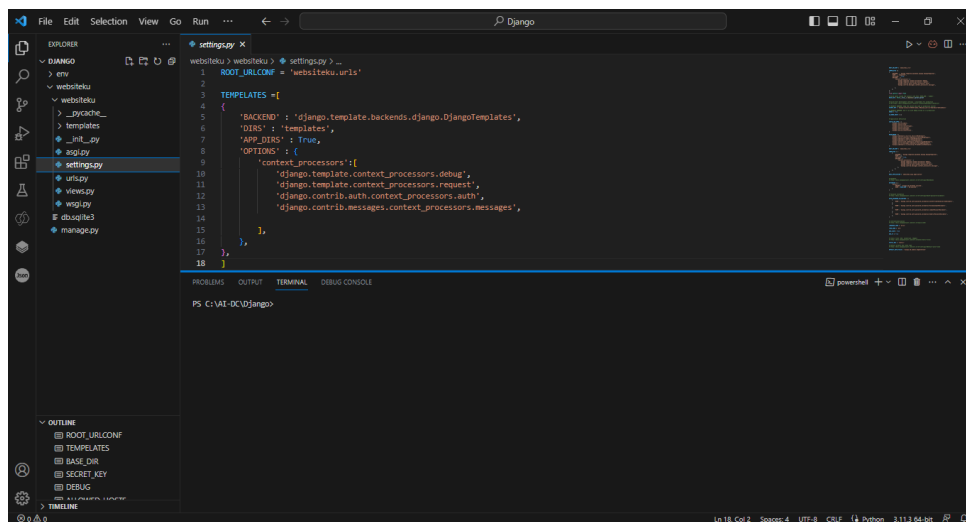 File Edit Selection View Go Run ··· Django
EXPLORER ···
DJANGO
env
websiteku
websiteku
_pycache_
templates
_init_.py
asgi.py
settings.py
urls.py
views.py
wsgi.py
db.sqlite3
manage.py
OUTLINE
ROOT_URLCONF
TEMPELATES
BASE_DIR
SECRET_KEY
DEBUG
ALLOWED_HOSTS
TIMELINE
settings.py
websiteku > websiteku > settings.py > ...
1 ROOT_URLCONF = 'websiteku.urls'
2
3 TEMPELATES =[
4 {
5 'BACKEND' : 'django.template.backends.django.DjangoTemplates',
6 'DIRS' : 'templates',
7 'APP_DIRS' : True,
8 'OPTIONS' : {
9 'context_processors':[
10 'django.template.context_processors.debug',
11 'django.template.context_processors.request',
12 'django.contrib.auth.context_processors.auth',
13 'django.contrib.messages.context_processors.messages',
14
15 ],
16 },
17 },
18 ]
PROBLEMS OUTPUT TERMINAL DEBUG CONSOLE powershell
PS C:\AI-DC\Django>
Json
0 0 Ln 18, Col 2 Spaces: 4 UTF-8 CRLF Python 3.11.3 64-bit